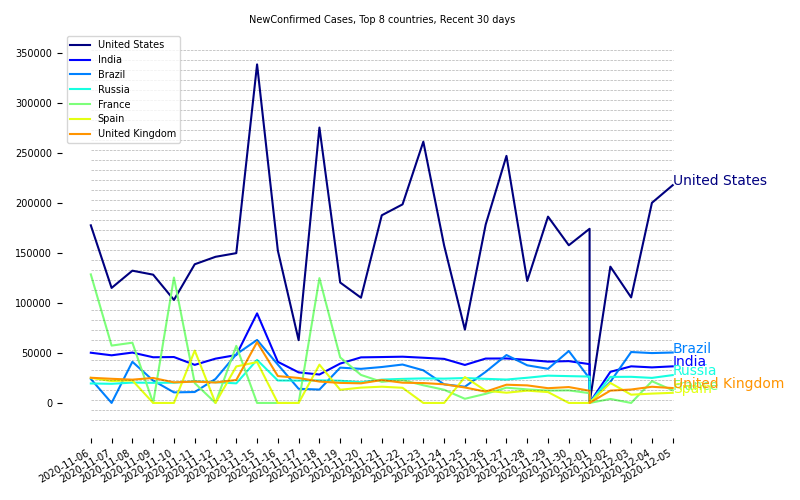 NewConfirmed Cases, Top 8 countries, Recent 30 days
United States
India
Brazil
Russia
France
Spain
United Kingdom
350000
300000
250000
200000
150000
100000
50000
0
United States
Brazil
India
Russia
United Kingdom
Spain
2020-11-06
2020-11-07
2020-11-08
2020-11-09
2020-11-10
2020-11-11
2020-11-12
2020-11-13
2020-11-15
2020-11-16
2020-11-17
2020-11-18
2020-11-19
2020-11-20
2020-11-21
2020-11-22
2020-11-23
2020-11-24
2020-11-25
2020-11-26
2020-11-27
2020-11-28
2020-11-29
2020-11-30
2020-12-01
2020-12-02
2020-12-03
2020-12-04
2020-12-05